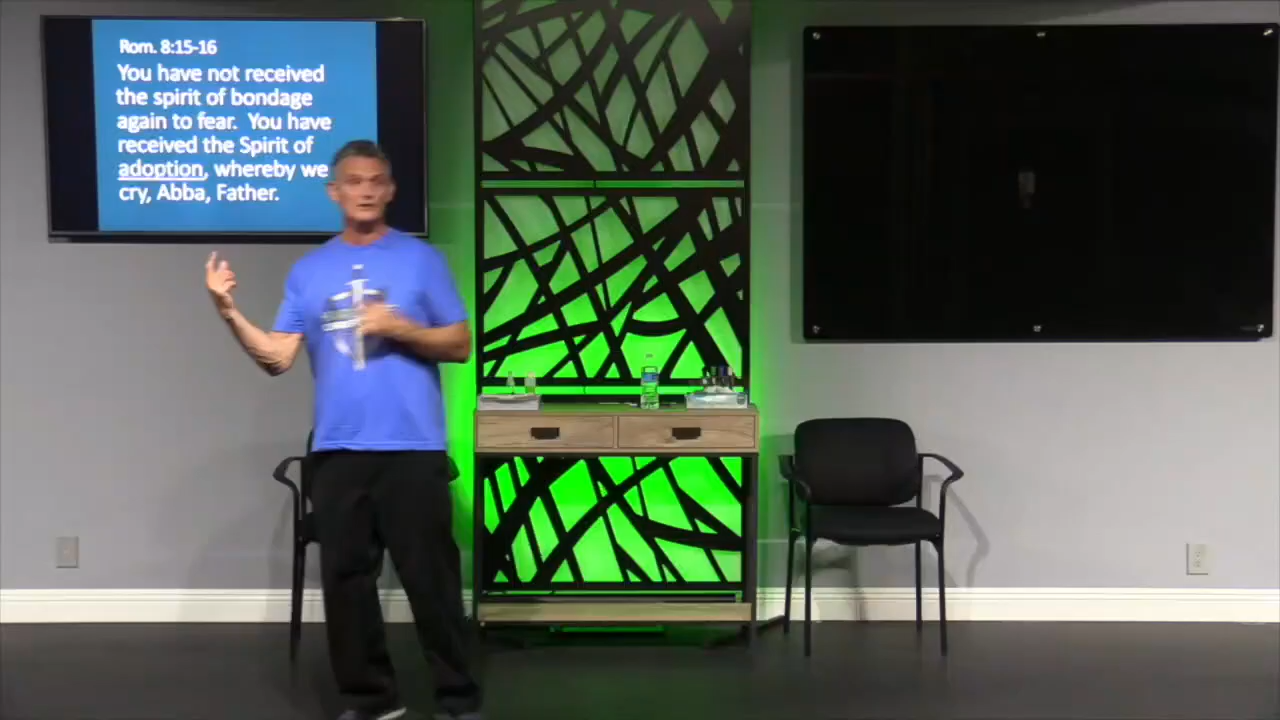 Rom. 8:15-16
You have not received
the spirit of bondage
again to fear.  You have
received the Spirit of
adoption, whereby we
cry, Abba, Father.